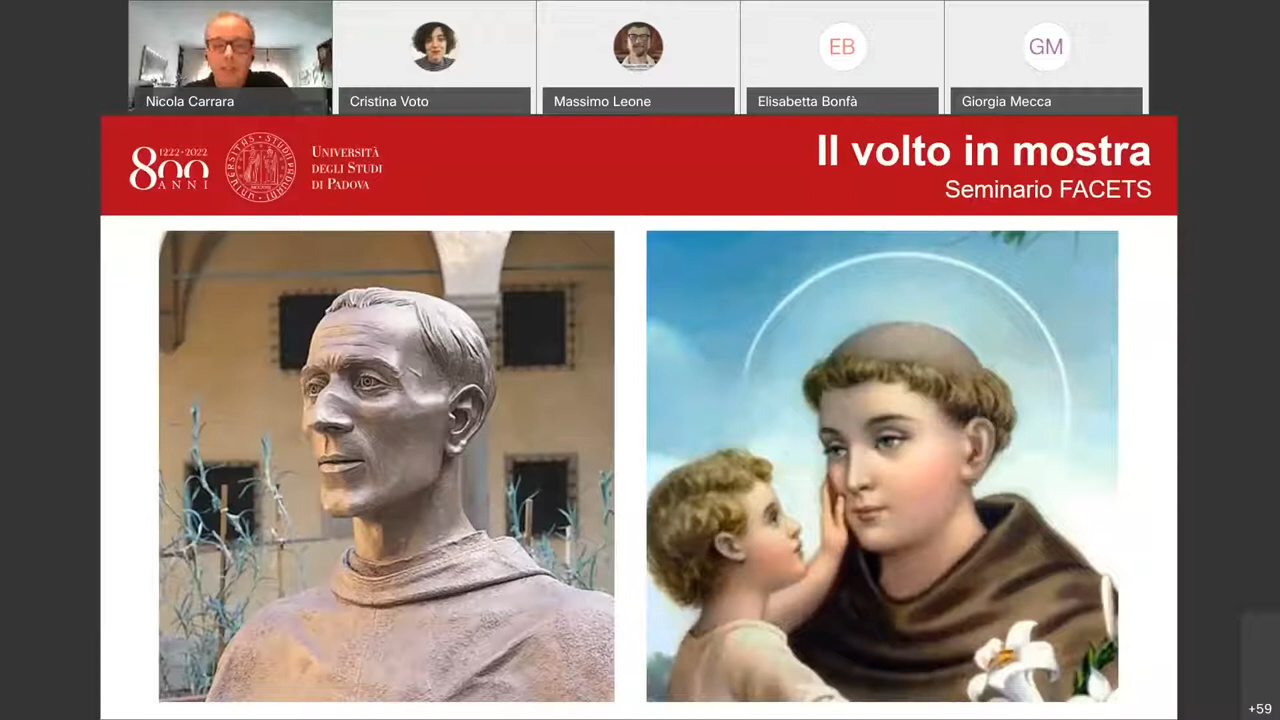 Nicola Carrara
Cristina Voto
Massimo Leone
EB
Elisabetta Bonfà
GM
Giorgia Mecca
1222·2022
800
ANNI
UNIVERSITÀ
DEGLI STUDI
DI PADOVA
Il volto in mostra
Seminario FACETS
+59